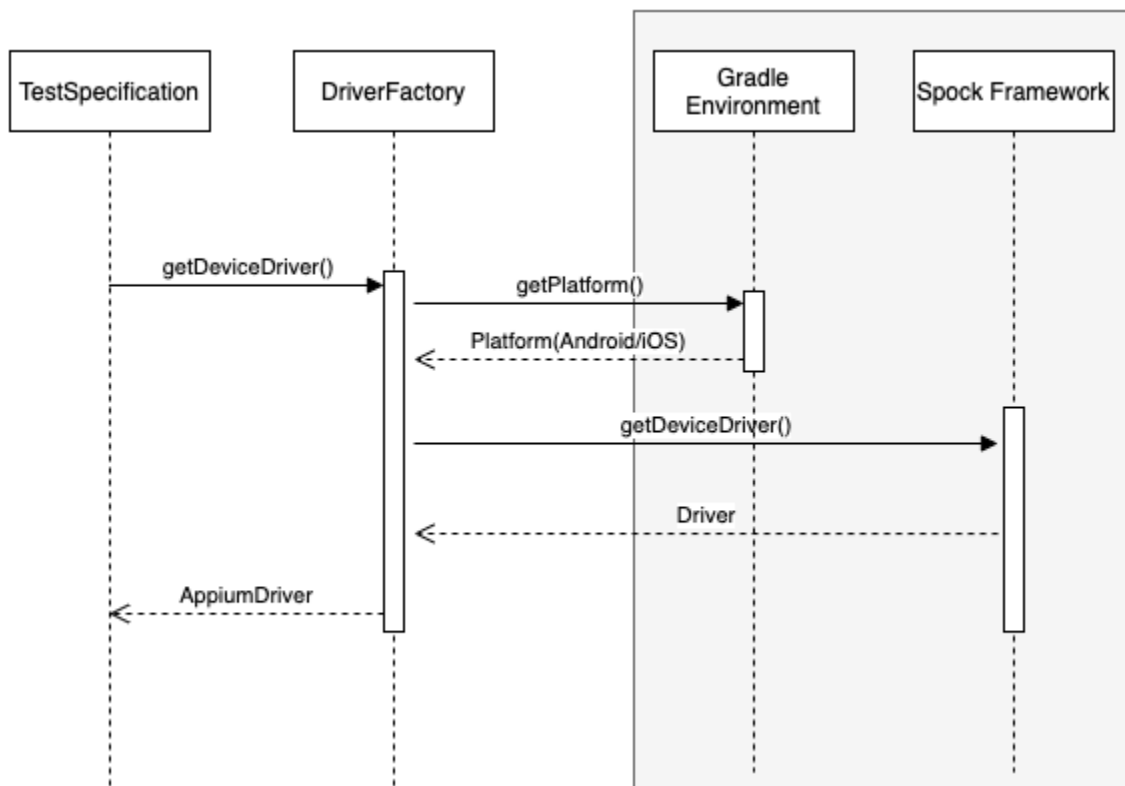 TestSpecification
DriverFactory
Gradle
Environment
Spock Framework
getDeviceDriver()
getPlatform()
Platform(Android/iOS)
getDeviceDriver()
Driver
AppiumDriver